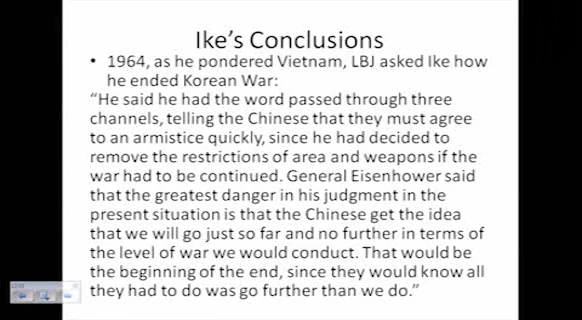 Ike's Conclusions
• 1964, as he pondered Vietnam, LBJ asked Ike how
he ended Korean War:
"He said he had the word passed through three
channels, telling the Chinese that they must agree
to an armistice quickly, since he had decided to
remove the restrictions of area and weapons if the
war had to be continued. General Eisenhower said
that the greatest danger in his judgment in the
present situation is that the Chinese get the idea
that we will go just so far and no further in terms of
the level of war we would conduct. That would be
the beginning of the end, since they would know all
they had to do was go further than we do."